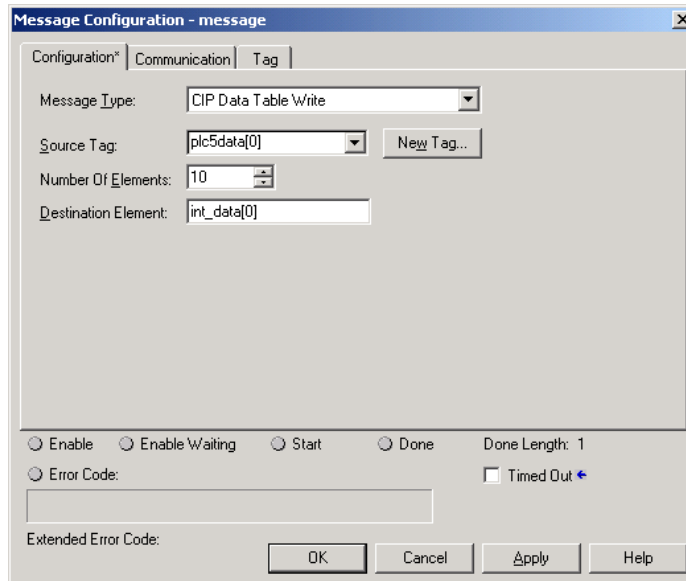 Message Configuration - message
Configuration* Communication Tag
Message Type: CIP Data Table Write
Source Tag: plc5data[0] New Tag...
Number Of Elements: 10
Destination Element: int_data[0]
Enable Enable Waiting Start Done Done Length: 1
Error Code: Timed Out
Extended Error Code:
OK Cancel Apply Help